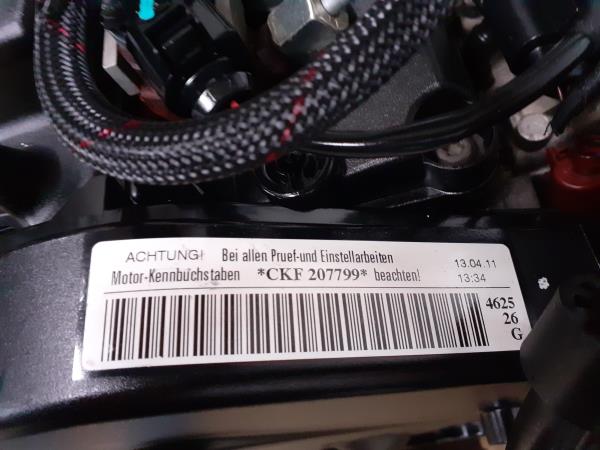 ACHTUNG! Bei allen Pruef-und Einstellarbeiten 13.04.11
Motor-Kennbuchstaben *CKF 207799* beachten! 13:34
4625
26
G